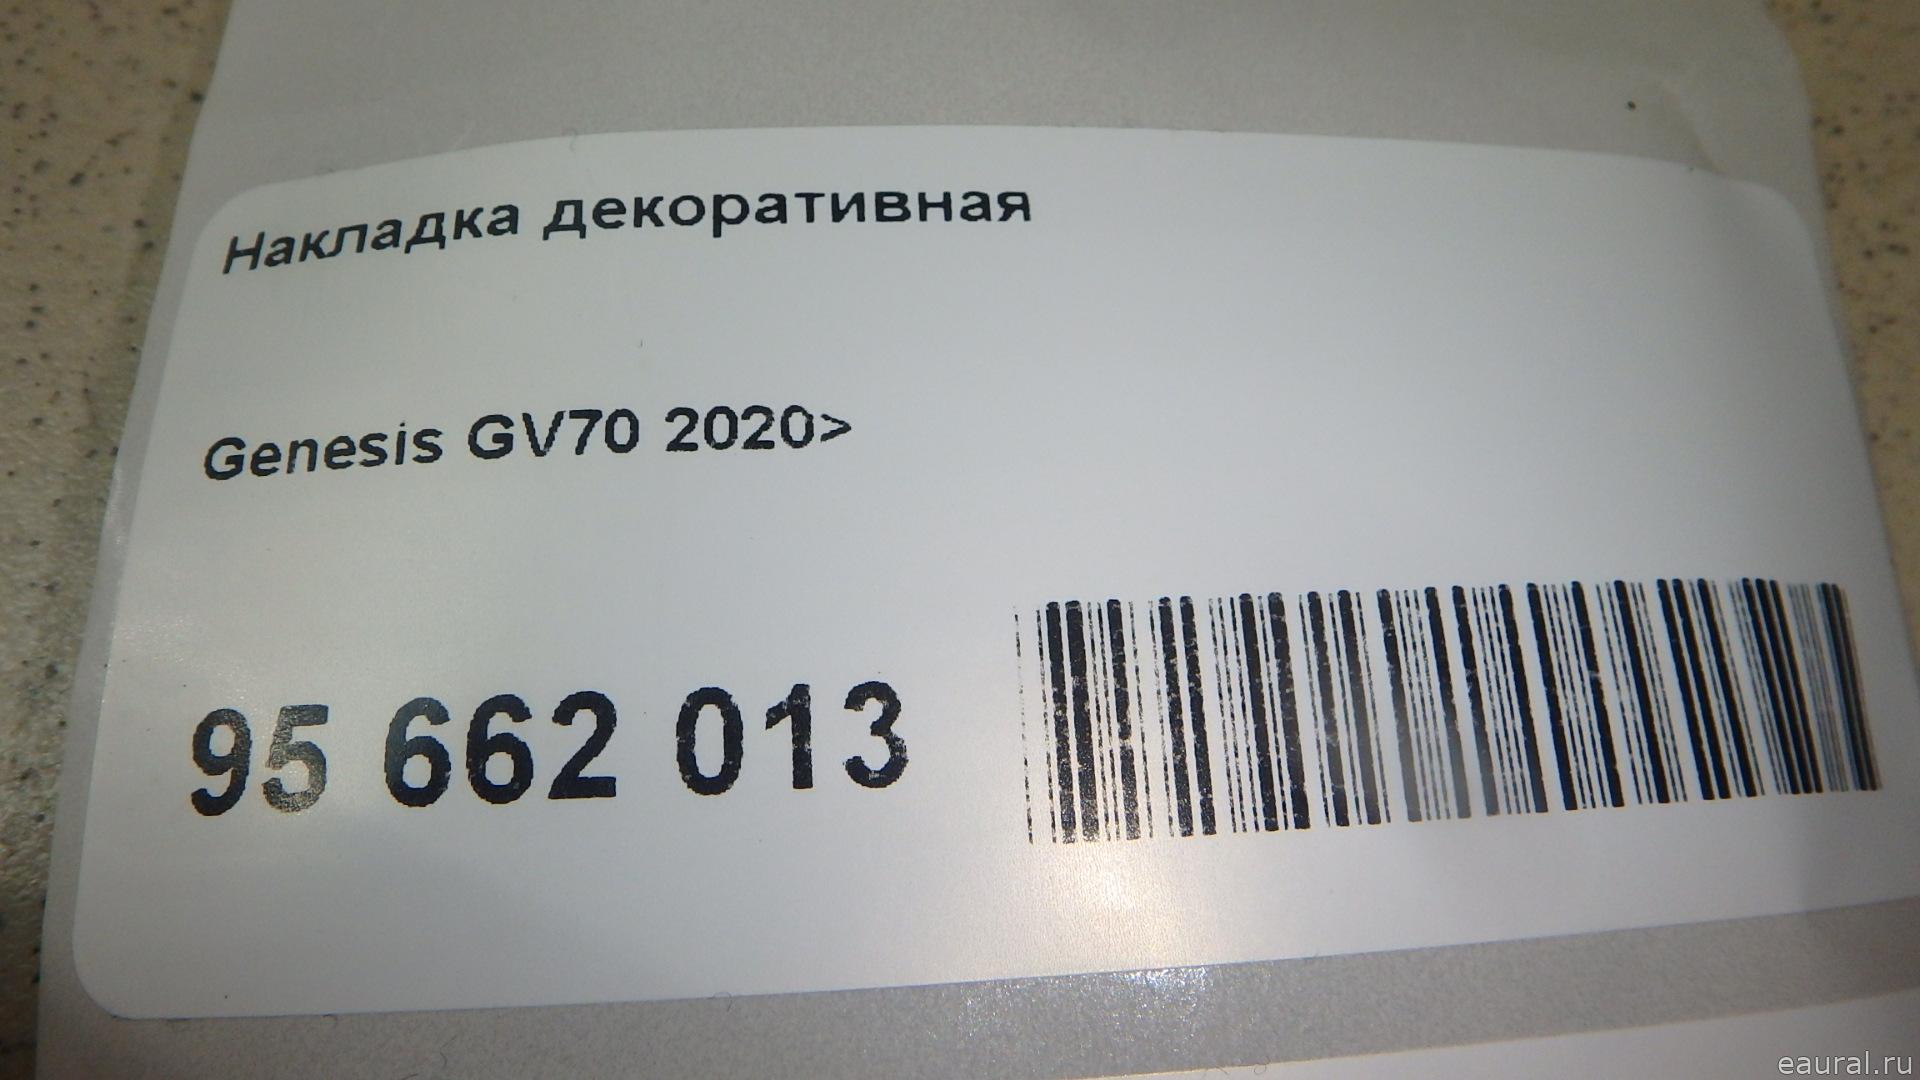 Накладка декоративная
Genesis GV70 2020>
95 662 013
eaural.ru